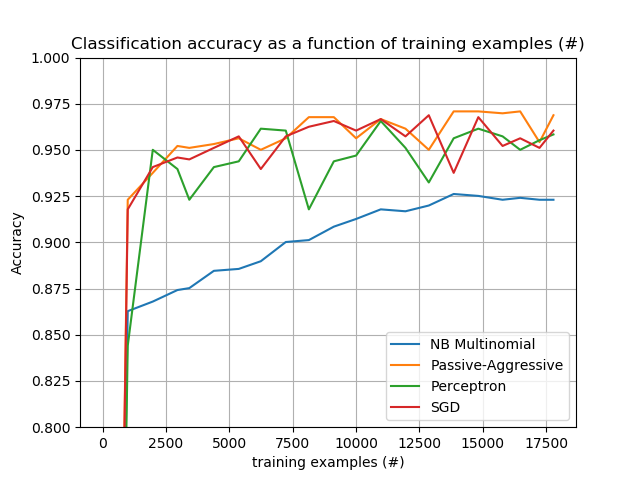 Classification accuracy as a function of training examples (#)
1.000
0.975
0.950
0.925
0.900
0.875
0.850
0.825
0.800
Accuracy
NB Multinomial
Passive-Aggressive
Perceptron
SGD
0 2500 5000 7500 10000 12500 15000 17500
training examples (#)